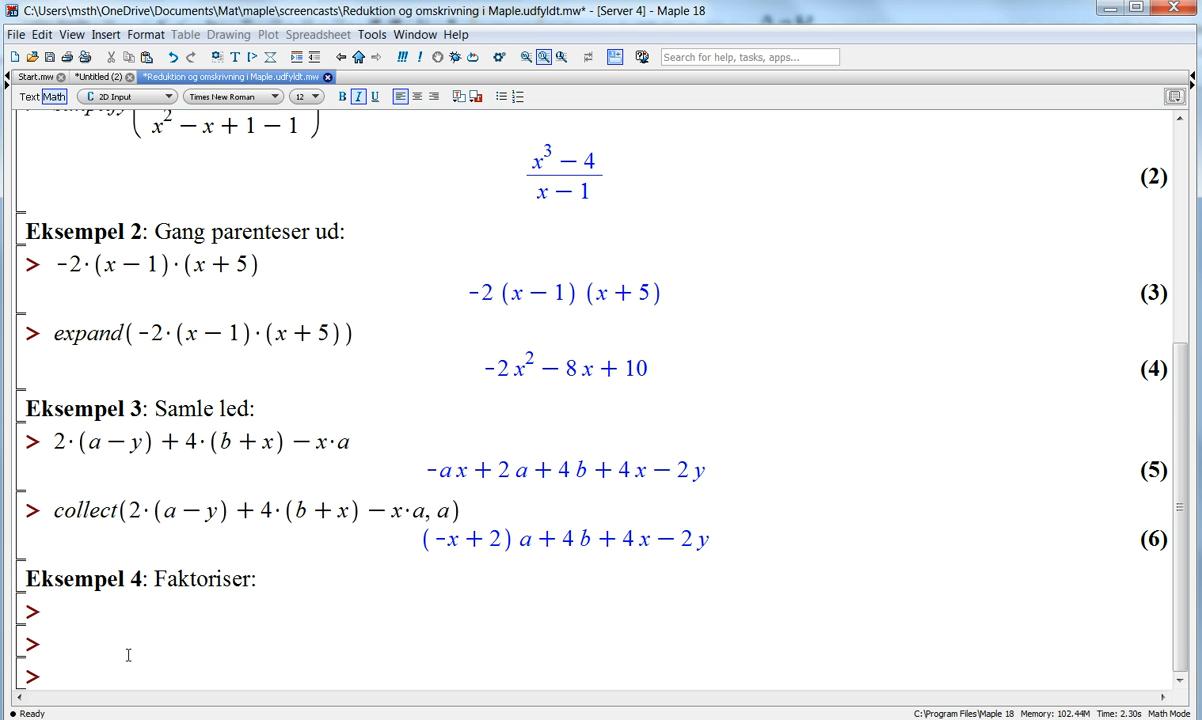 C:\Users\msth\OneDrive\Documents\Mat\maple\screencasts\Reduktion og omskrivning i Maple.udfyldt.mw* - [Server 4] - Maple 18
File Edit View Insert Format Table Drawing Plot Spreadsheet Tools Window Help
Search for help, tasks, apps...
Start.mw *Untitled (2) *Reduktion og omskrivning i Maple.udfyldt.mw
Text Math C 2D Input Times New Roman 12 B I U
x² − x + 1 − 1
x³ − 4
x − 1
(2)
Eksempel 2: Gang parenteser ud:
> -2·(x − 1)·(x + 5)
-2 (x − 1) (x + 5) (3)
> expand(-2·(x − 1)·(x + 5))
-2 x² − 8 x + 10 (4)
Eksempel 3: Samle led:
> 2·(a − y) + 4·(b + x) − x·a
-a x + 2 a + 4 b + 4 x − 2 y (5)
> collect(2·(a − y) + 4·(b + x) − x·a, a)
(-x + 2) a + 4 b + 4 x − 2 y (6)
Eksempel 4: Faktoriser:
>
>
>
Ready C:\Program Files\Maple 18 Memory: 102.44M Time: 2.30s Math Mode